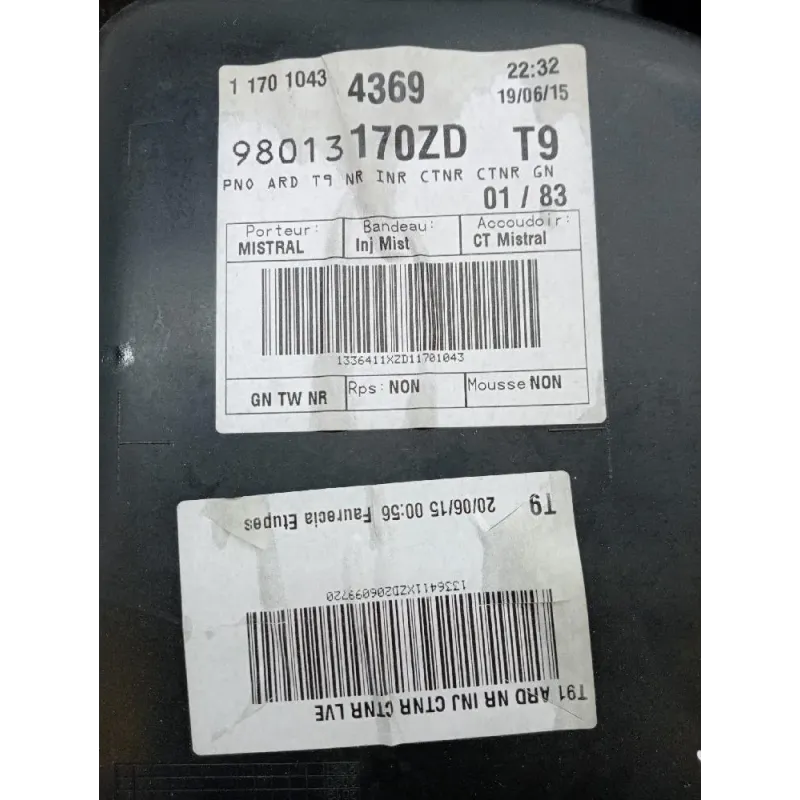 1 170 1043 4369 22:32
19/06/15
98013170ZD T9
PNO ARD T9 NR INR CTNR CTNR GN
01 / 83
Porteur: Bandeau: Accoudoir:
MISTRAL Inj Mist CT Mistral
1336411XZD11701043
GN TW NR Rps: NON Mousse NON
T9 20/06/15 00:56 Faurecia Etupes
1336411XZD206099720
T91 ARD NR INJ CTNR CTNR LVE